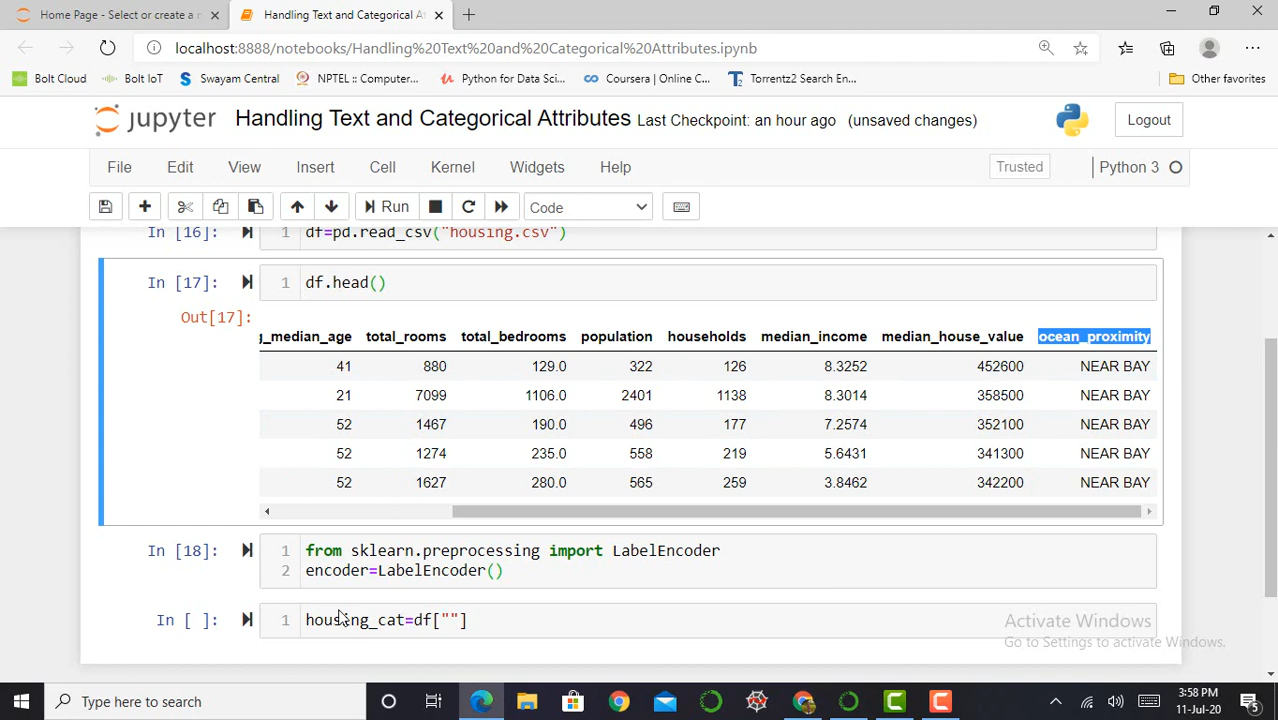 Home Page - Select or create a n
Handling Text and Categorical A
localhost:8888/notebooks/Handling%20Text%20and%20Categorical%20Attributes.ipynb
Bolt Cloud
Bolt IoT
Swayam Central
NPTEL :: Computer...
Python for Data Sci...
Coursera | Online C...
Torrentz2 Search En...
Other favorites
jupyter Handling Text and Categorical Attributes Last Checkpoint: an hour ago (unsaved changes)
Logout
File Edit View Insert Cell Kernel Widgets Help
Trusted
Python 3
Run
Code
In [16]: df=pd.read_csv("housing.csv")
In [17]: 1 df.head()
Out[17]:
g_median_age total_rooms total_bedrooms population households median_income median_house_value ocean_proximity
41 880 129.0 322 126 8.3252 452600 NEAR BAY
21 7099 1106.0 2401 1138 8.3014 358500 NEAR BAY
52 1467 190.0 496 177 7.2574 352100 NEAR BAY
52 1274 235.0 558 219 5.6431 341300 NEAR BAY
52 1627 280.0 565 259 3.8462 342200 NEAR BAY
In [18]: 1 from sklearn.preprocessing import LabelEncoder
2 encoder=LabelEncoder()
In [ ]: 1 housing_cat=df[""]
Activate Windows
Go to Settings to activate Windows.
Type here to search
3:58 PM
11-Jul-20
5